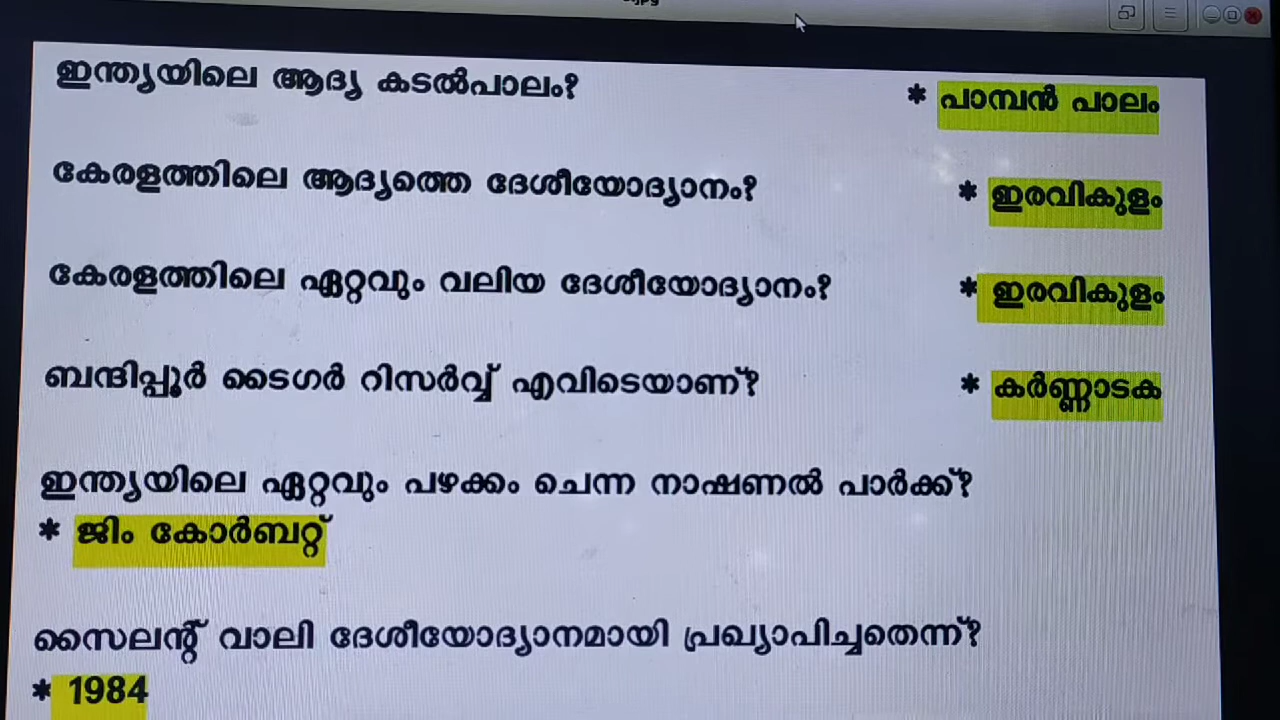 ഇന്ത്യയിലെ ആദ്യ കടൽപാലം? * പാമ്പൻ പാലം
കേരളത്തിലെ ആദ്യത്തെ ദേശീയോദ്യാനം? * ഇരവികുളം
കേരളത്തിലെ ഏറ്റവും വലിയ ദേശീയോദ്യാനം? * ഇരവികുളം
ബന്ദിപ്പൂർ ടൈഗർ റിസർവ്വ് എവിടെയാണ്? * കർണ്ണാടക
ഇന്ത്യയിലെ ഏറ്റവും പഴക്കം ചെന്ന നാഷണൽ പാർക്ക്?
* ജിം കോർബറ്റ്
സൈലന്റ് വാലി ദേശീയോദ്യാനമായി പ്രഖ്യാപിച്ചതെന്ന്?
* 1984